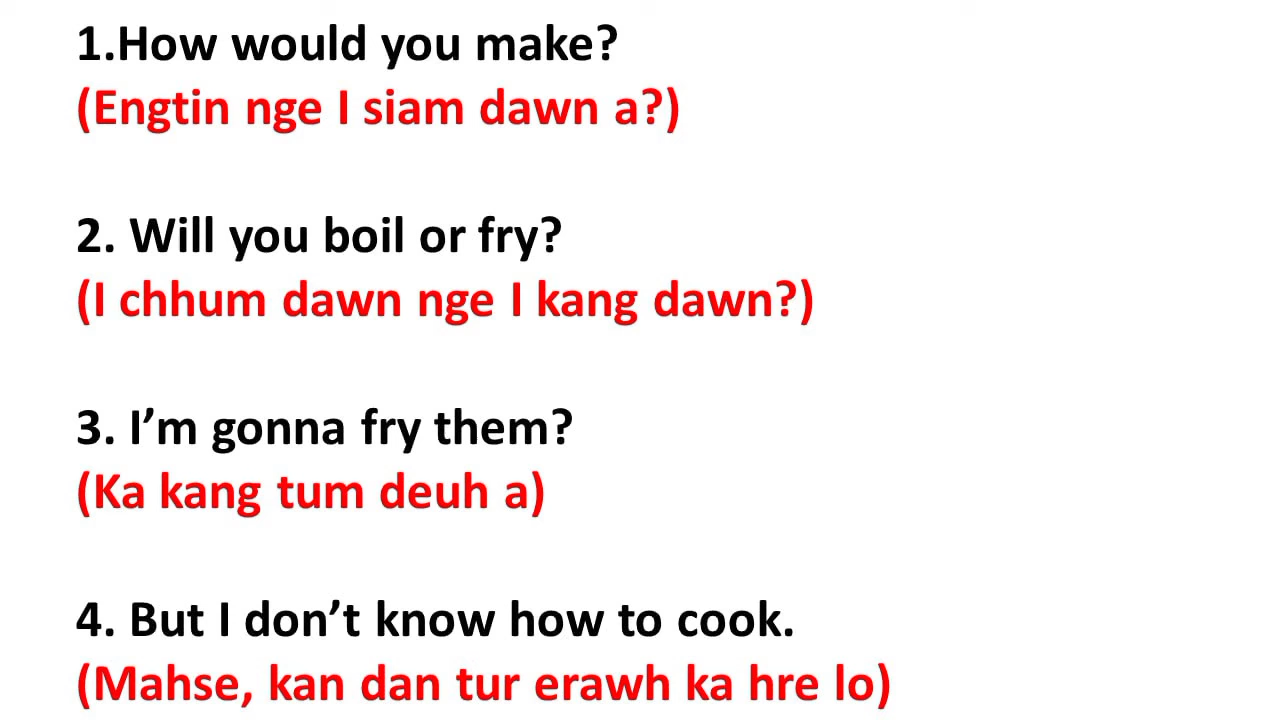 1.How would you make?
(Engtin nge I siam dawn a?)
2. Will you boil or fry?
(I chhum dawn nge I kang dawn?)
3. I’m gonna fry them?
(Ka kang tum deuh a)
4. But I don’t know how to cook.
(Mahse, kan dan tur erawh ka hre lo)